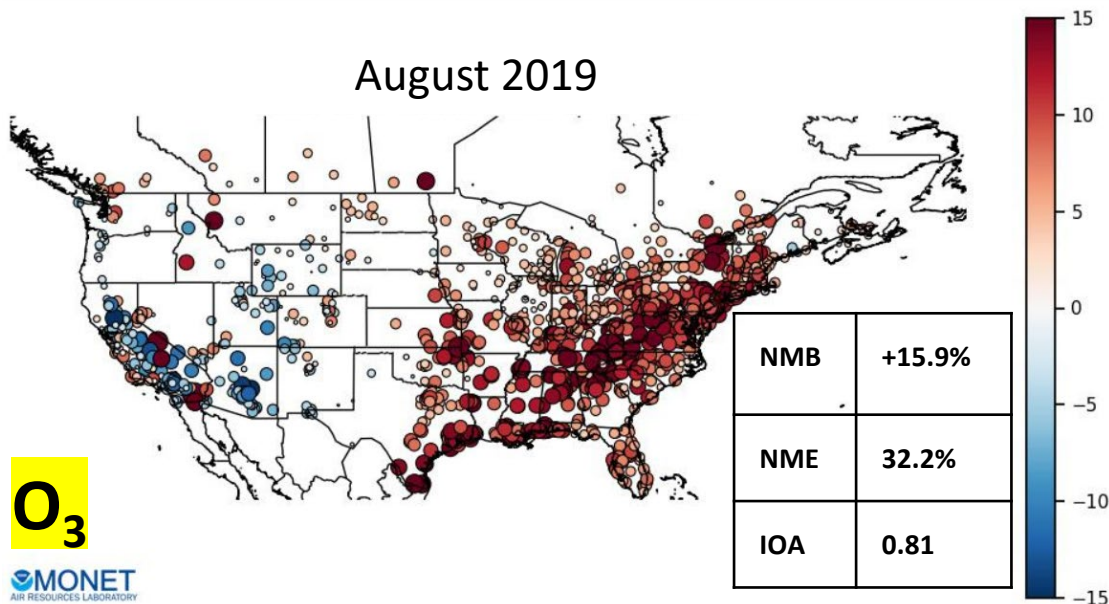 August 2019
15
10
5
0
−5
−10
−15
NMB +15.9%
NME 32.2%
IOA 0.81
O₃
MONET
AIR RESOURCES LABORATORY